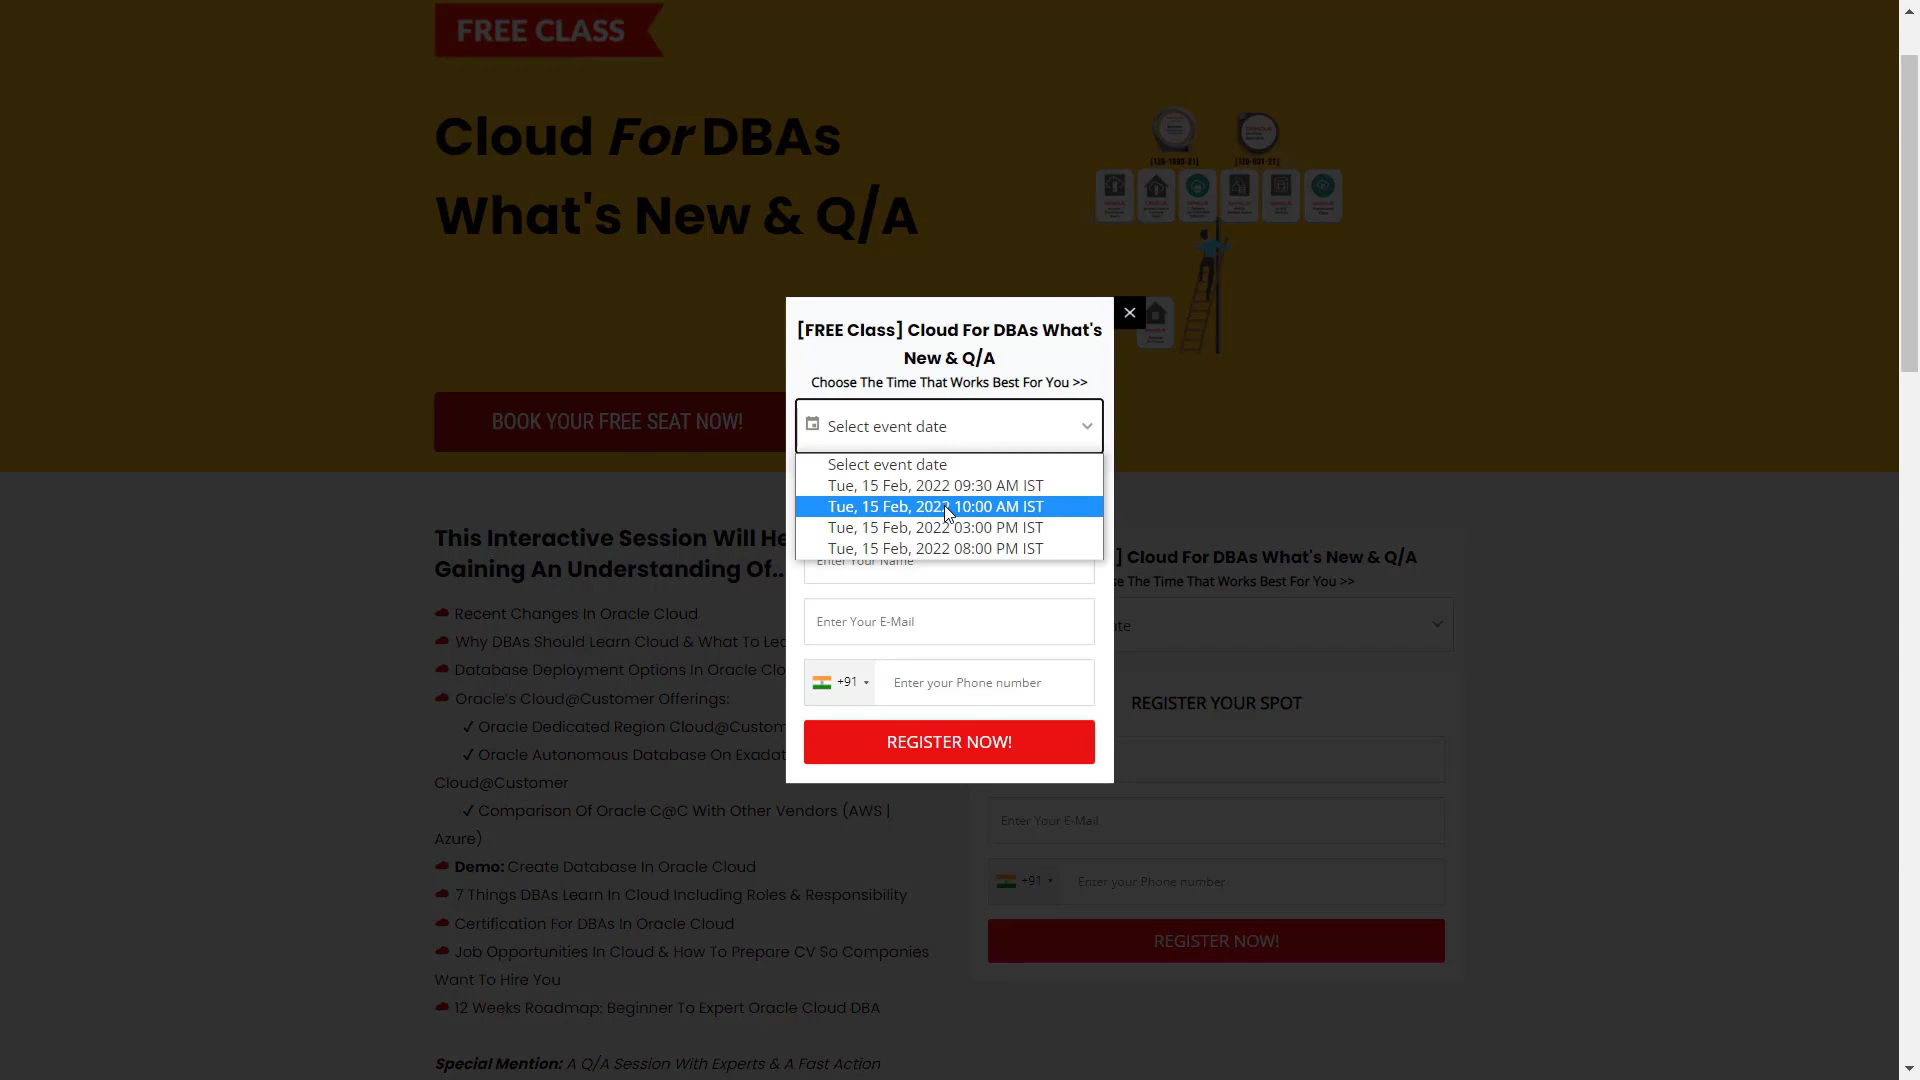 FREE CLASS
Cloud For DBAs
What's New & Q/A
BOOK YOUR FREE SEAT NOW!
[FREE Class] Cloud For DBAs What's
New & Q/A
Choose The Time That Works Best For You >>
Select event date
Select event date
Tue, 15 Feb, 2022 09:30 AM IST
Tue, 15 Feb, 2022 10:00 AM IST
Tue, 15 Feb, 2022 03:00 PM IST
Tue, 15 Feb, 2022 08:00 PM IST
Enter Your Name
Enter Your E-Mail
+91
Enter your Phone number
REGISTER NOW!
This Interactive Session Will
Gaining An Understanding Of..
Recent Changes In Oracle Cloud
Why DBAs Should Learn Cloud & What To
Database Deployment Options In Oracle
Oracle's Cloud@Customer Offerings:
✓ Oracle Dedicated Region
✓ Oracle Autonomous Database On
Cloud@Customer
✓ Comparison Of Oracle C@C With Other Vendors (AWS |
Azure)
Demo: Create Database In Oracle Cloud
7 Things DBAs Learn In Cloud Including Roles & Responsibility
Certification For DBAs In Oracle Cloud
Job Opportunities In Cloud & How To Prepare CV So Companies
Want To Hire You
12 Weeks Roadmap: Beginner To Expert Oracle Cloud DBA
Special Mention: A Q/A Session With Experts & A Fast Action
] Cloud For DBAs What's New & Q/A
The Time That Works Best For You >>
REGISTER YOUR SPOT
Enter Your E-Mail
+91
Enter your Phone number
REGISTER NOW!